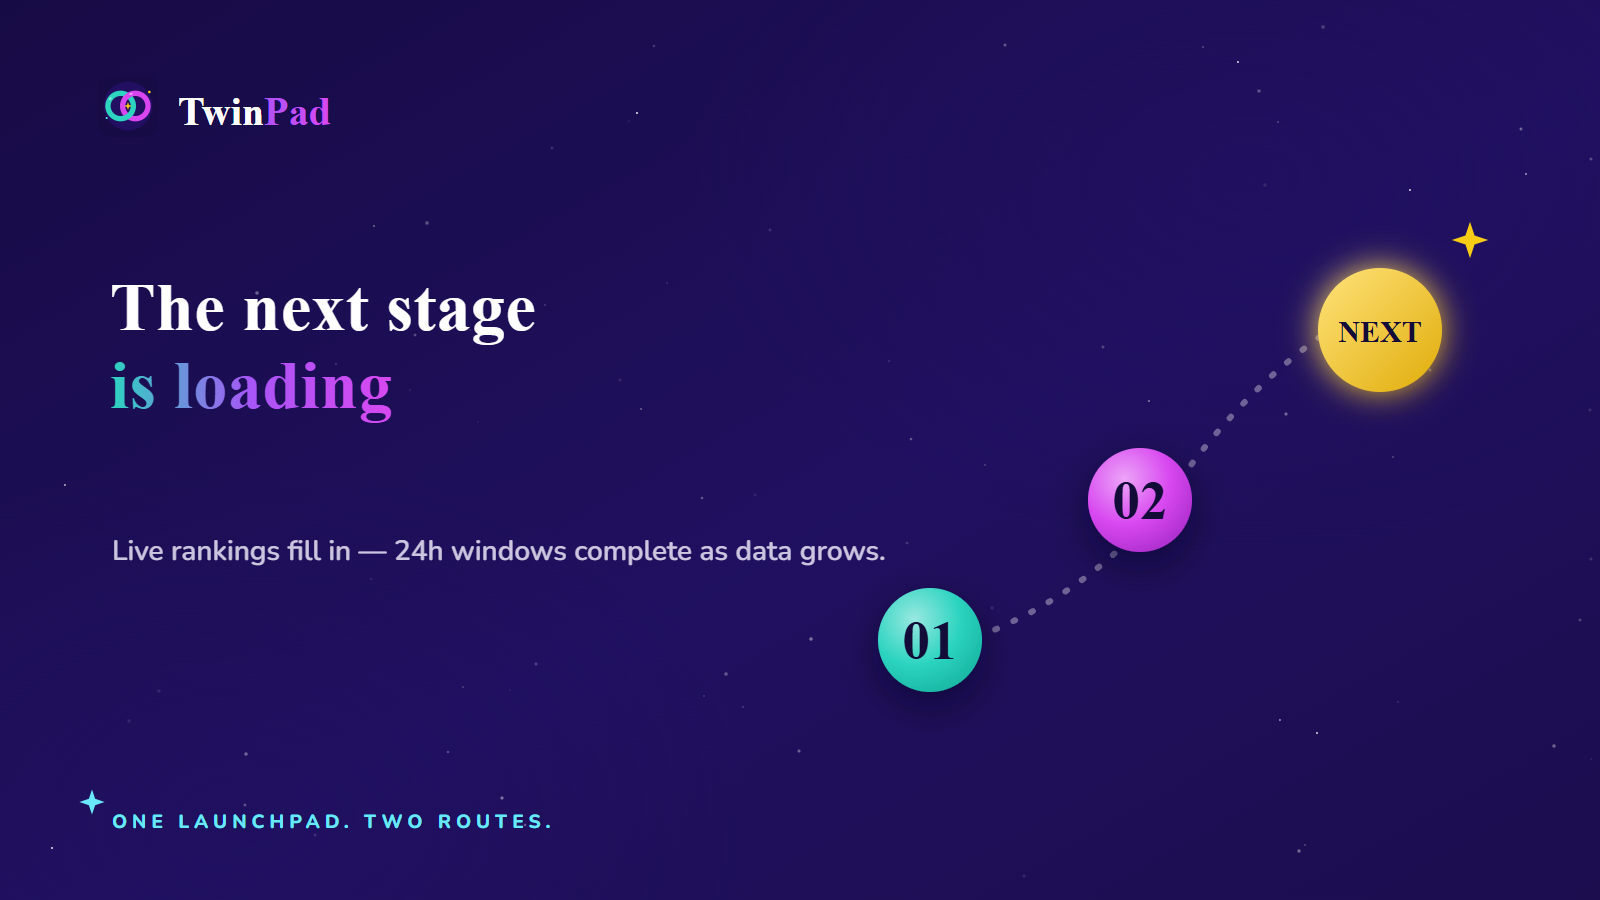 TwinPad
The next stage
is loading
Live rankings fill in — 24h windows complete as data grows.
01
02
NEXT
ONE LAUNCHPAD. TWO ROUTES.